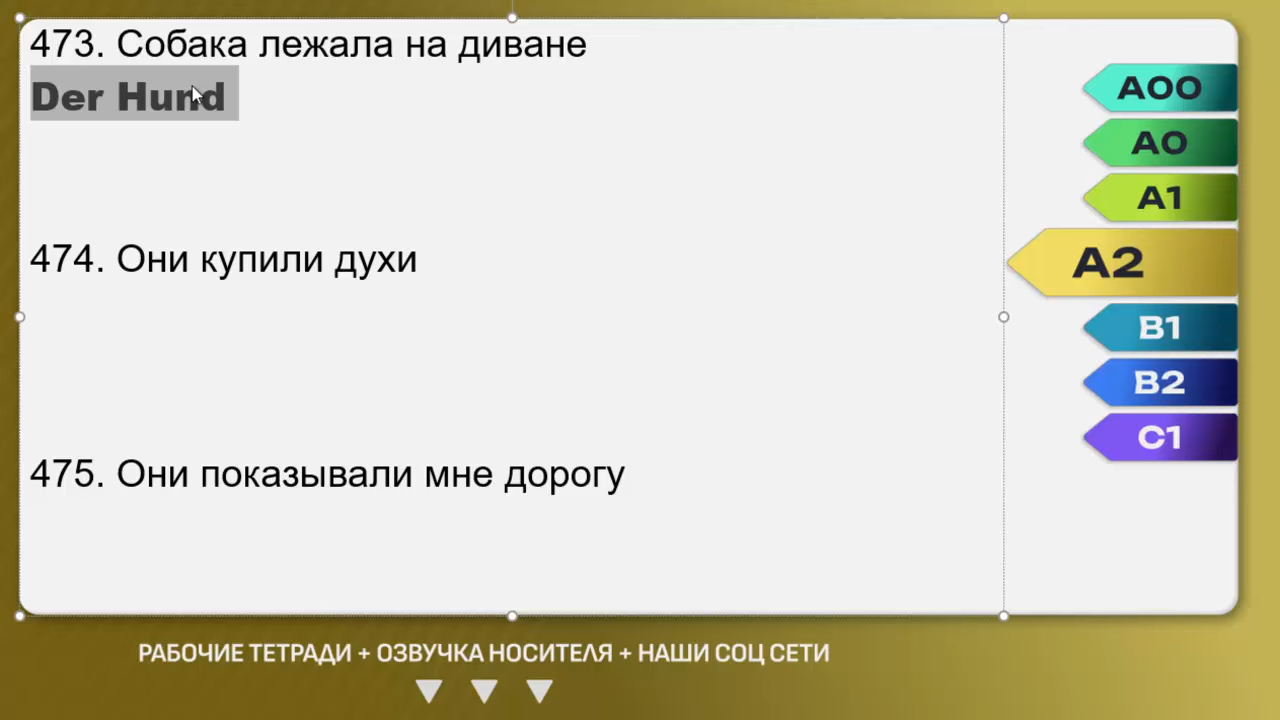 473. Собака лежала на диване
Der Hund
474. Они купили духи
475. Они показывали мне дорогу
A00
A0
A1
A2
B1
B2
C1
РАБОЧИЕ ТЕТРАДИ + ОЗВУЧКА НОСИТЕЛЯ + НАШИ СОЦ СЕТИ